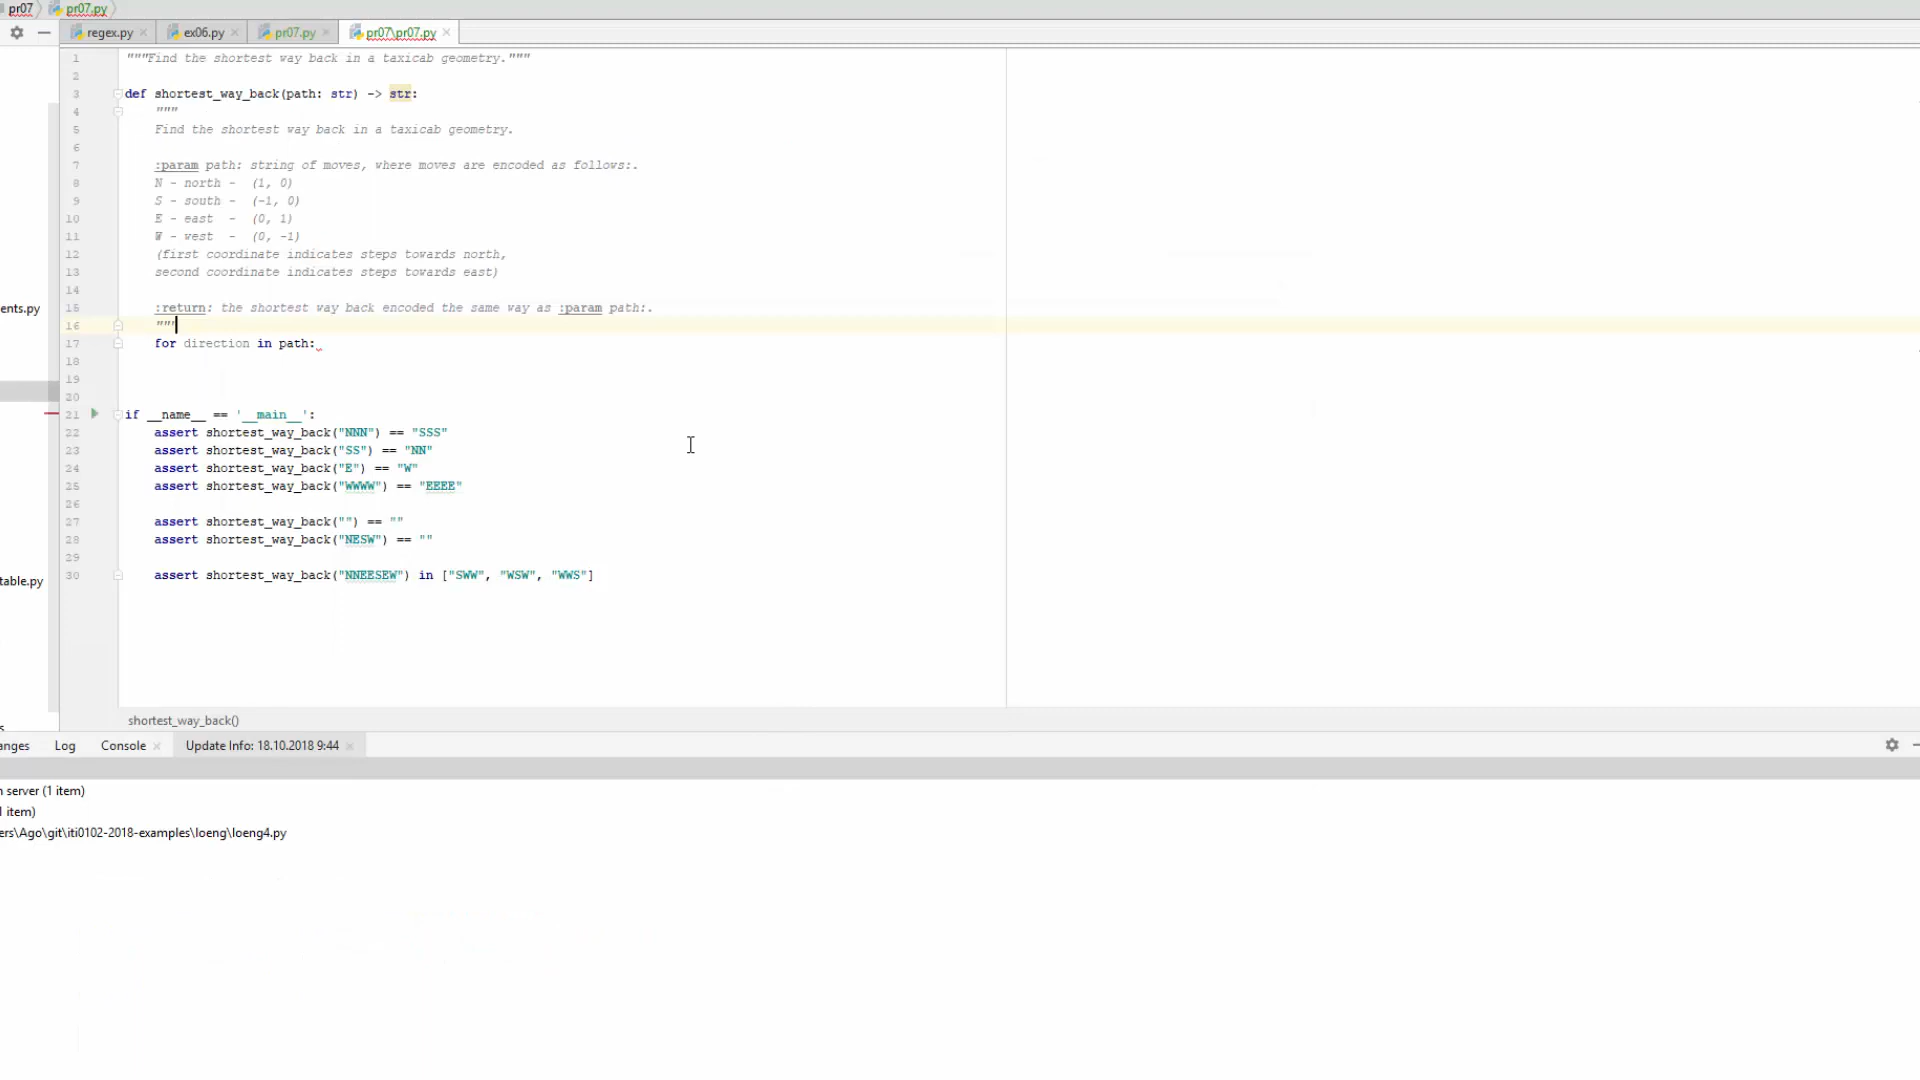 pr07 pr07.py
regex.py ex06.py pr07.py pr07\pr07.py
1 """Find the shortest way back in a taxicab geometry."""
2
3 def shortest_way_back(path: str) -> str:
4 """
5 Find the shortest way back in a taxicab geometry.
6
7 :param path: string of moves, where moves are encoded as follows:.
8 N - north - (1, 0)
9 S - south - (-1, 0)
10 E - east - (0, 1)
11 W - west - (0, -1)
12 (first coordinate indicates steps towards north,
13 second coordinate indicates steps towards east)
14
15 :return: the shortest way back encoded the same way as :param path:.
16 """
17 for direction in path:
18
19
20
21 if __name__ == '__main__':
22 assert shortest_way_back("NNN") == "SSS"
23 assert shortest_way_back("SS") == "NN"
24 assert shortest_way_back("E") == "W"
25 assert shortest_way_back("WWWW") == "EEEE"
26
27 assert shortest_way_back("") == ""
28 assert shortest_way_back("NESW") == ""
29
30 assert shortest_way_back("NNEESEW") in ["SWW", "WSW", "WWS"]
ents.py
table.py
s
shortest_way_back()
anges Log Console Update Info: 18.10.2018 9:44
n server (1 item)
1 item)
ers\Ago\git\iti0102-2018-examples\loeng\loeng4.py